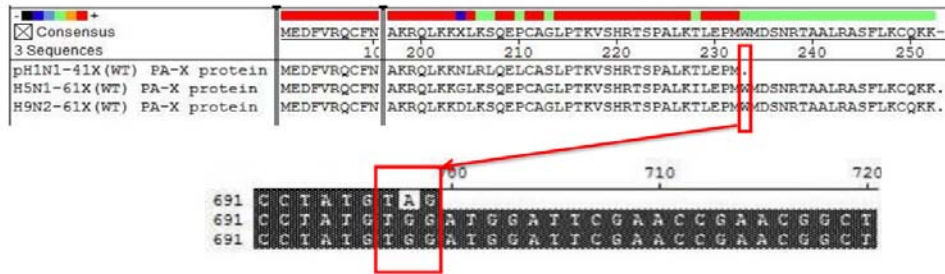 - +
Consensus MEDFVRQCFN AKRQLKKXLKSQEPCAGLPTKVSHRTSPALKTLEPMWMDSNRTAALRASFLKCQKK-
3 Sequences 10 200 210 220 230 240 250
pH1N1-41X(WT) PA-X protein MEDFVRQCFN AKRQLKKNLRLQELCASLPTKVSHRTSPALKTLEPM.
H5N1-61X(WT) PA-X protein MEDFVRQCFN AKRQLKKGLKSQEPCAGLPTKVSHRTSPALKILEPMWMDSNRTAALRASFLKCQKK.
H9N2-61X(WT) PA-X protein MEDFVRQCFN AKRQLKKDLKSQEPCAGLPTKVSHRTSPALKTLEPMWMDSNRTAALRASFLKCQKK.
700 710 720
691 CCTATGTAG
691 CCTATGTGGATGGATTCGAACCGAACGGCT
691 CCTATGTGGATGGATTCGAACCGAACGGCT